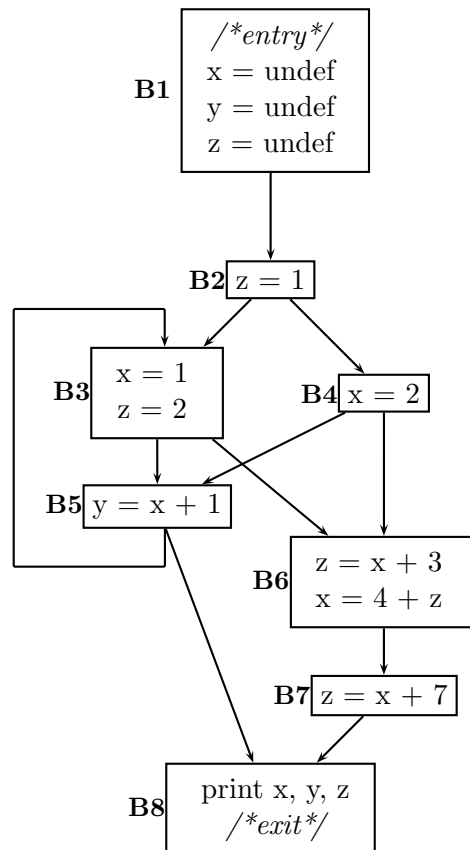 /*entry*/
x = undef
B1
y = undef
z = undef
B2 z = 1
x = 1
B3
z = 2
B4 x = 2
B5 y = x + 1
z = x + 3
B6
x = 4 + z
B7 z = x + 7
print x, y, z
B8
/*exit*/